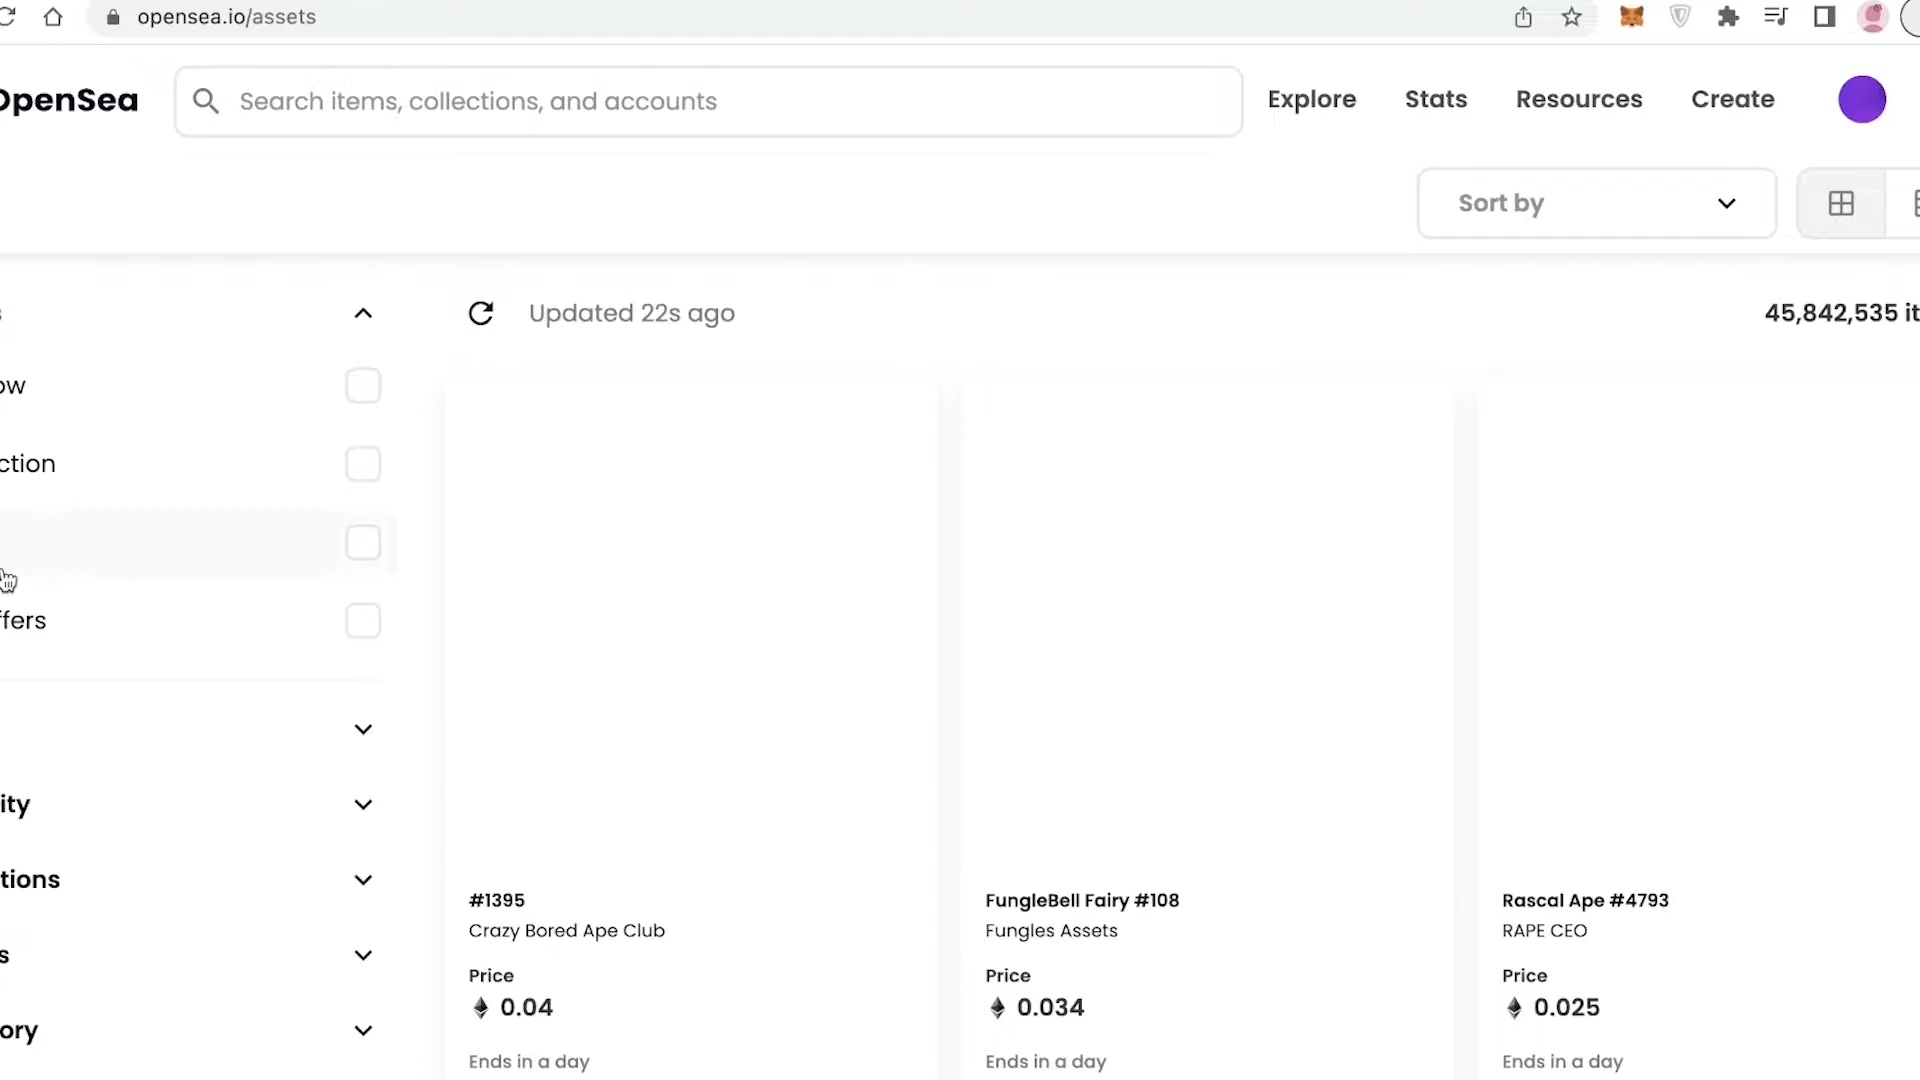 opensea.io/assets
OpenSea
Search items, collections, and accounts
Explore
Stats
Resources
Create
Sort by
Updated 22s ago
45,842,535 it
s
ow
ction
ffers
ity
tions
s
ory
#1395
Crazy Bored Ape Club
Price
0.04
Ends in a day
FungleBell Fairy #108
Fungles Assets
Price
0.034
Ends in a day
Rascal Ape #4793
RAPE CEO
Price
0.025
Ends in a day